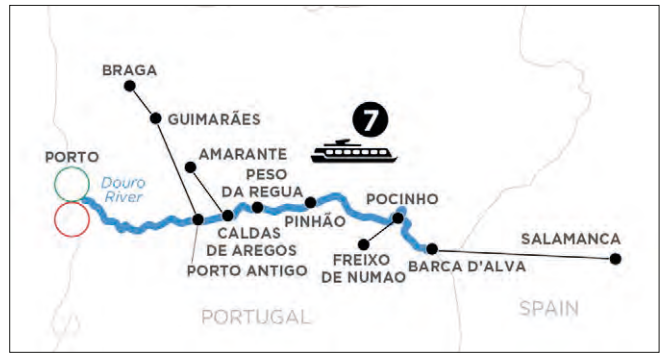 BRAGA
GUIMARÃES
7
AMARANTE
PORTO
Douro
River
PESO
DA REGUA
POCINHO
PINHÃO
CALDAS
DE AREGOS
PORTO ANTIGO
FREIXO
DE NUMAO
BARCA D'ALVA
SALAMANCA
PORTUGAL
SPAIN